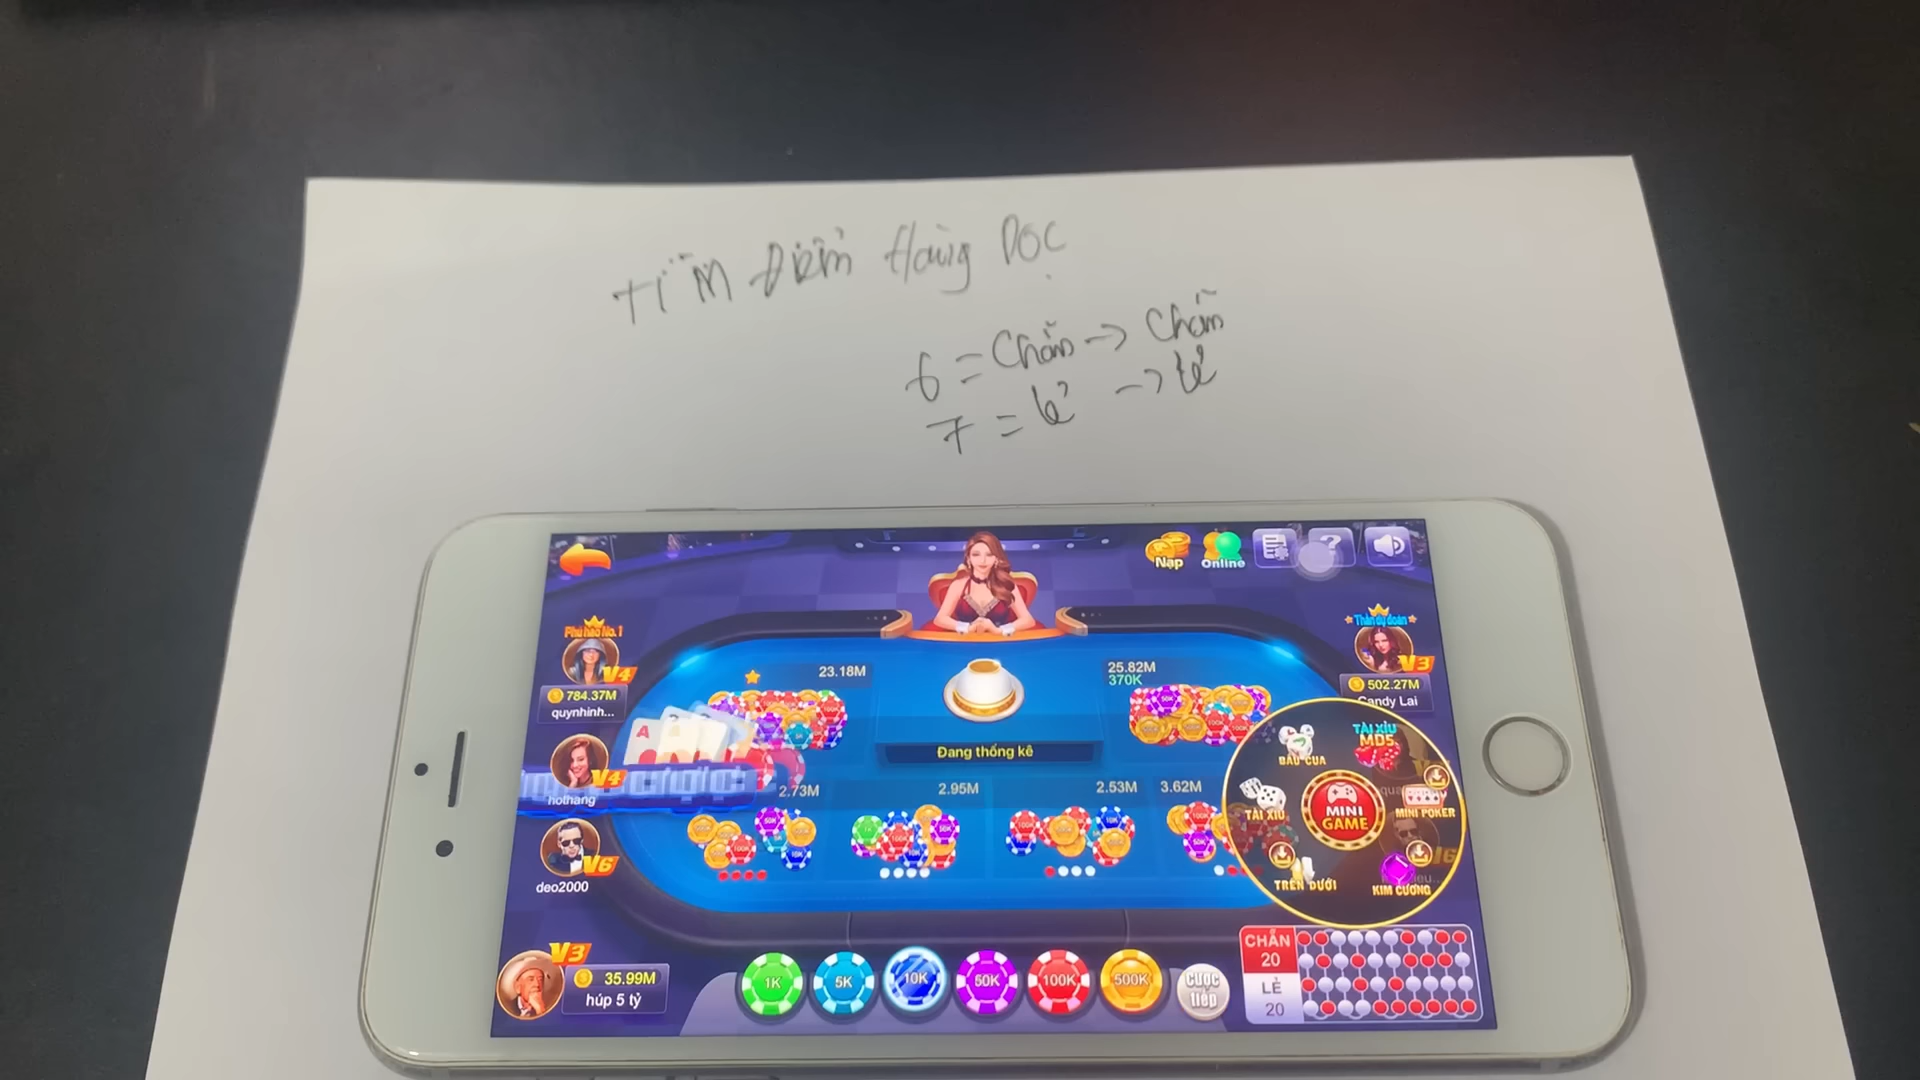 TÌM ĐIỂM Hàng DỌC
6 = Chẵn -> Chẵn
7 = Lẻ -> Lẻ
Nạp
Online
?
Phú hào No.1
V4
784.37M
quynhinh...
23.18M
25.82M
370K
Thần dự đoán
V3
502.27M
Candy Lai
A
Đang thống kê
V4
hothang
2.73M
2.95M
2.53M
3.62M
BẦU CUA
TÀI XỈU
MD5
TÀI XỈU
MINI
GAME
MINI POKER
TRÊN DƯỚI
KIM CƯƠNG
V6
deo2000
V3
35.99M
húp 5 tỷ
1K
5K
10K
50K
100K
500K
CƯỢC
tiếp
CHẴN
20
LẺ
20